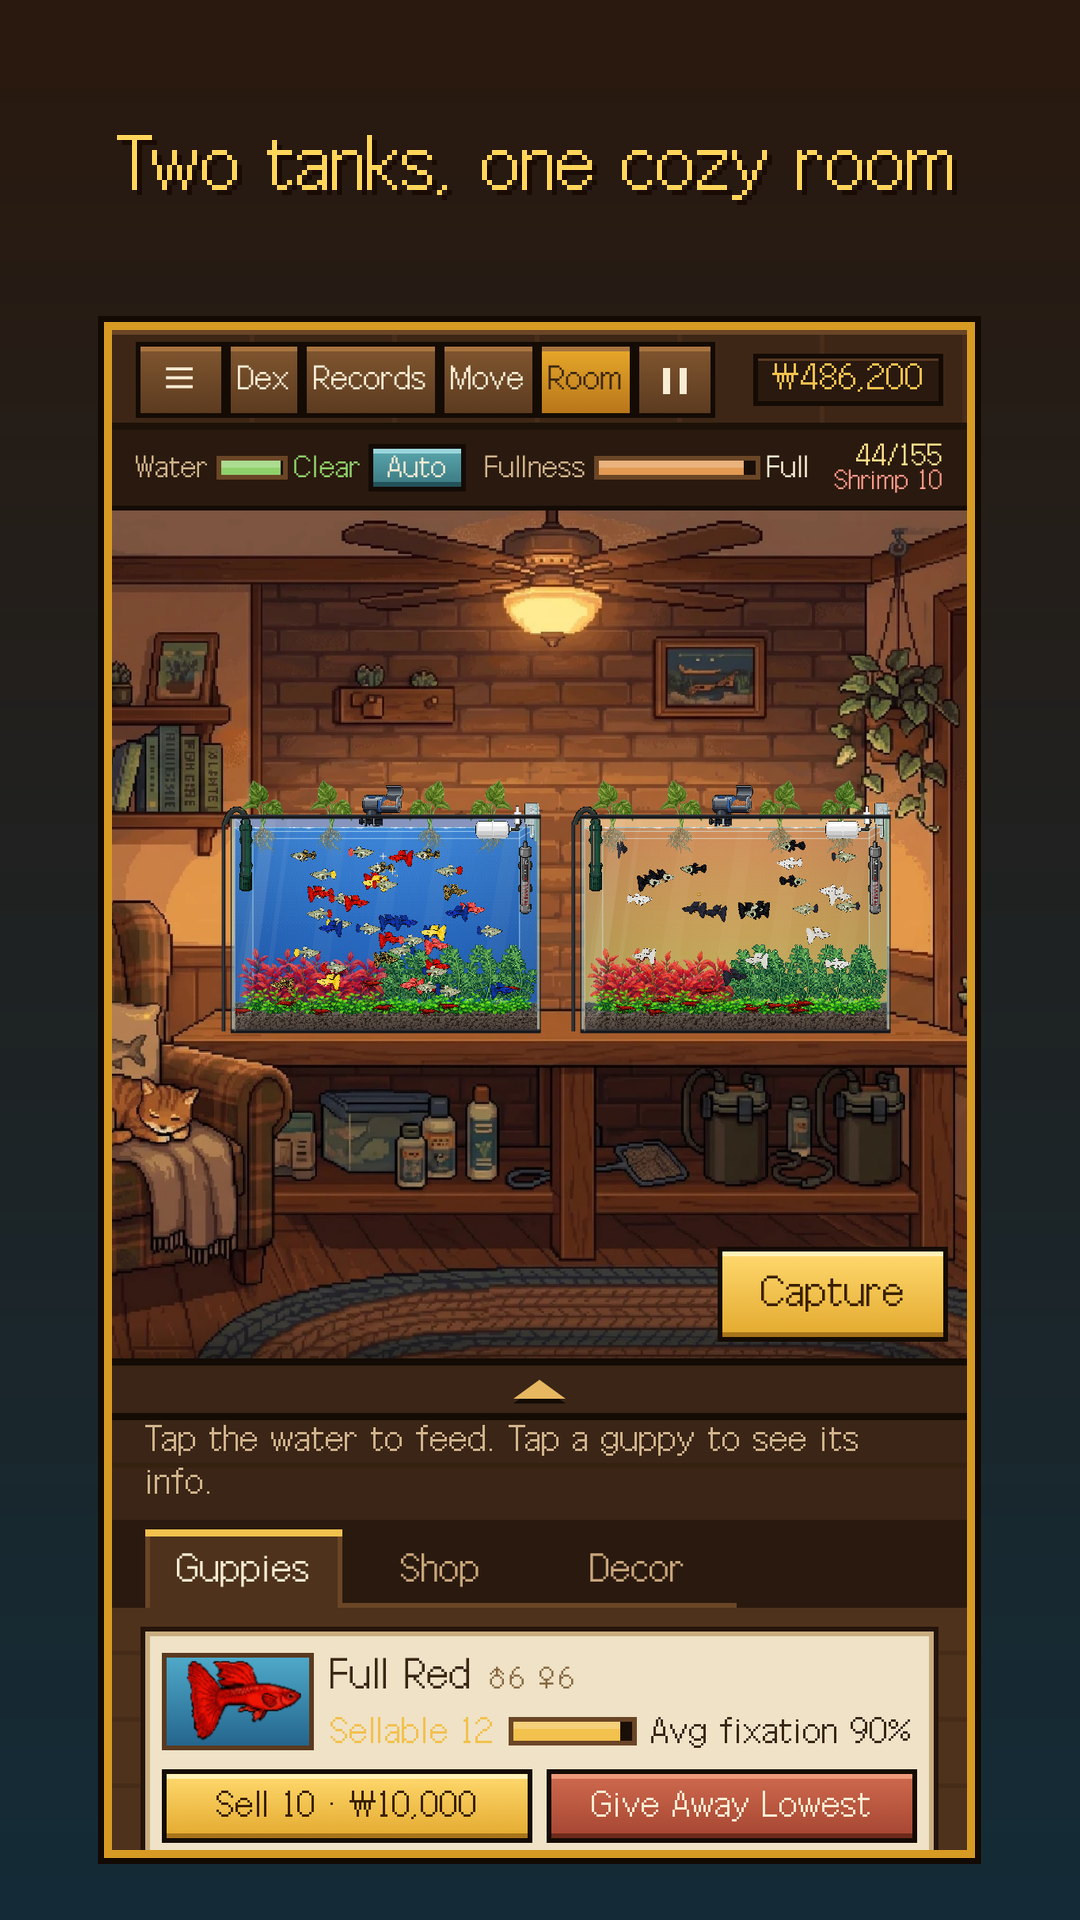 Two tanks, one cozy room
Dex Records Move Room ₩486,200
Water Clear Auto Fullness Full 44/155
Shrimp 10
Capture
Tap the water to feed. Tap a guppy to see its
info.
Guppies Shop Decor
Full Red ♂6 ♀6
Sellable 12 Avg fixation 90%
Sell 10 · ₩10,000 Give Away Lowest